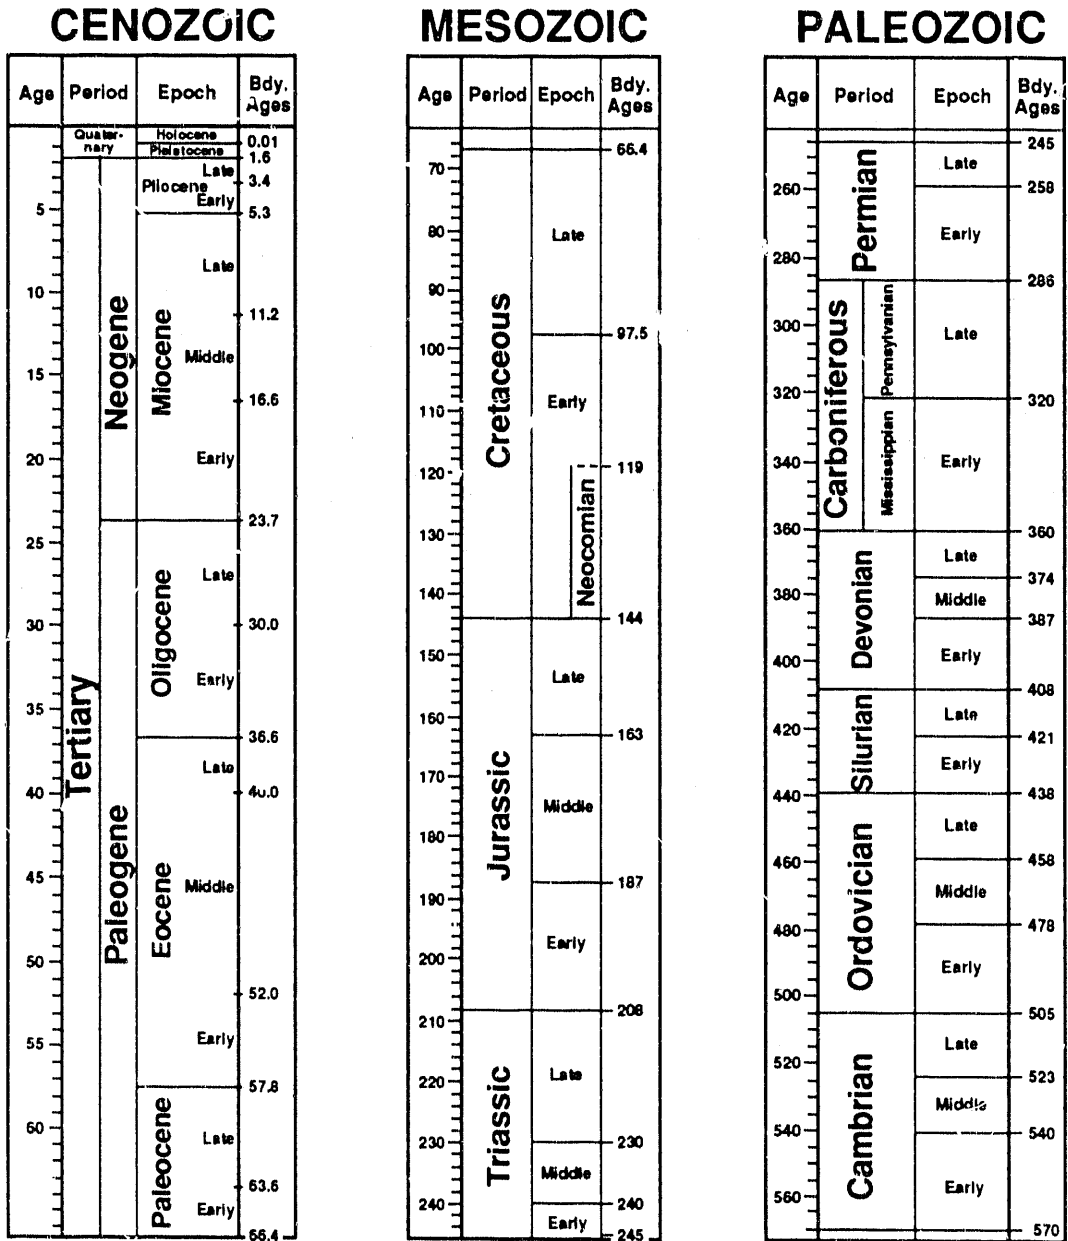 CENOZOIC
Age Period Epoch Bdy. Ages
Quater-
nary
Holocene
0.01
Pleistocene
1.6
Late
3.4
Pliocene
Early
5
5.3
Late
10
11.2
Neogene
Miocene
Middle
15
16.6
Early
20
23.7
25
Late
Oligocene
30
30.0
Early
Tertiary
35
36.6
Late
40
40.0
Paleogene
Eocene
Middle
45
50
52.0
Early
55
57.8
60
Paleocene
Late
63.6
Early
66.4
MESOZOIC
Age Period Epoch Bdy. Ages
66.4
70
80
Late
90
97.5
100
Cretaceous
Early
110
119
120
130
Neocomian
140
144
150
Late
160
163
170
Jurassic
Middle
180
187
190
Early
200
208
210
Late
220
Triassic
230
230
Middle
240
240
Early
245
PALEOZOIC
Age Period Epoch Bdy. Ages
245
Permian
Late
260
258
Early
280
286
Carboniferous
Pennsylvanian
300
Late
320
320
Mississippian
340
Early
360
360
Devonian
Late
374
380
Middle
387
400
Early
408
Silurian
420
Late
421
Early
440
438
Ordovician
Late
460
458
Middle
480
478
Early
500
505
Cambrian
520
Late
523
Middle
540
540
560
Early
570